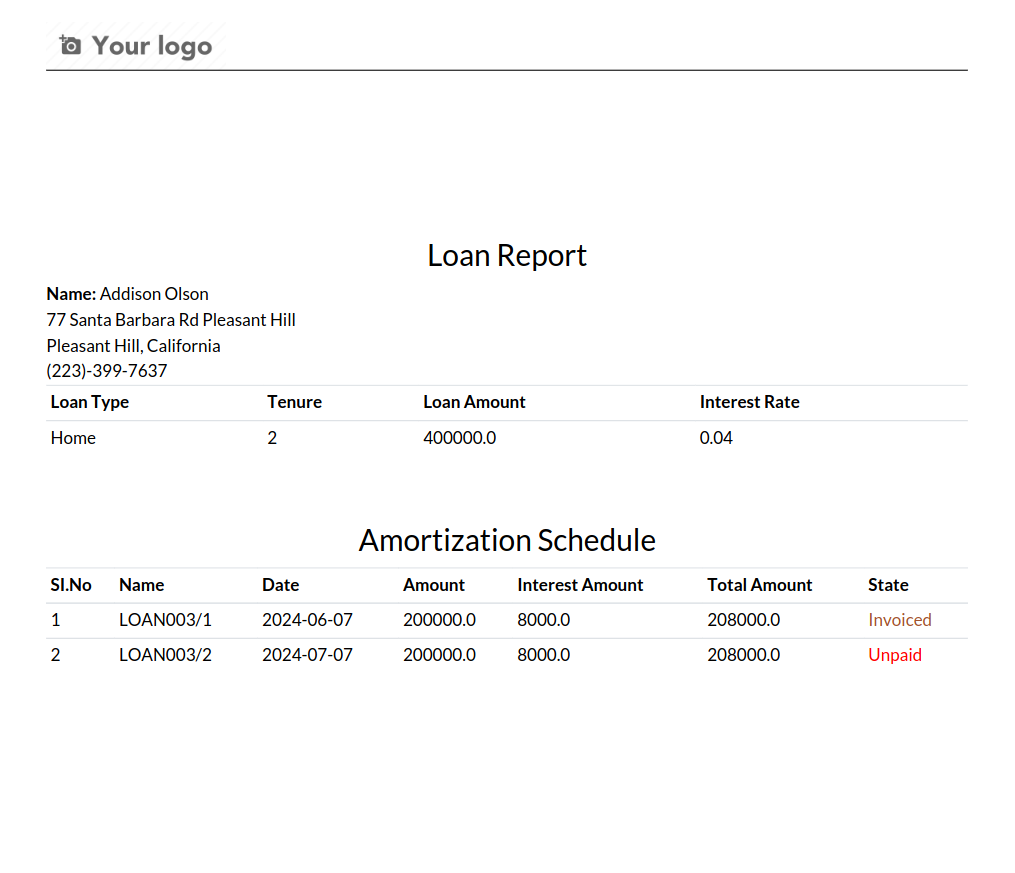 Your logo
Loan Report
Name: Addison Olson
77 Santa Barbara Rd Pleasant Hill
Pleasant Hill, California
(223)-399-7637
Loan Type Tenure Loan Amount Interest Rate
Home 2 400000.0 0.04
Amortization Schedule
Sl.No Name Date Amount Interest Amount Total Amount State
1 LOAN003/1 2024-06-07 200000.0 8000.0 208000.0 Invoiced
2 LOAN003/2 2024-07-07 200000.0 8000.0 208000.0 Unpaid